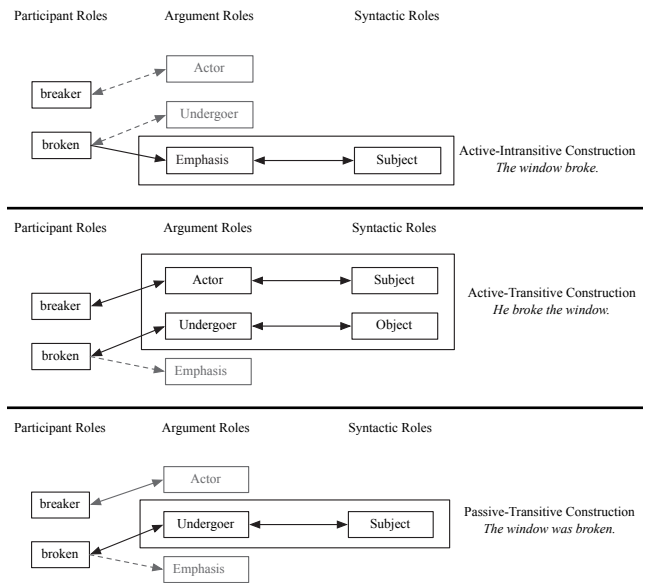 Participant Roles Argument Roles Syntactic Roles
Actor
breaker
Undergoer
broken
Emphasis Subject
Active-Intransitive Construction
The window broke.
Participant Roles Argument Roles Syntactic Roles
Actor Subject
breaker
Active-Transitive Construction
He broke the window.
Undergoer Object
broken
Emphasis
Participant Roles Argument Roles Syntactic Roles
Actor
breaker
Undergoer Subject
Passive-Transitive Construction
The window was broken.
broken
Emphasis